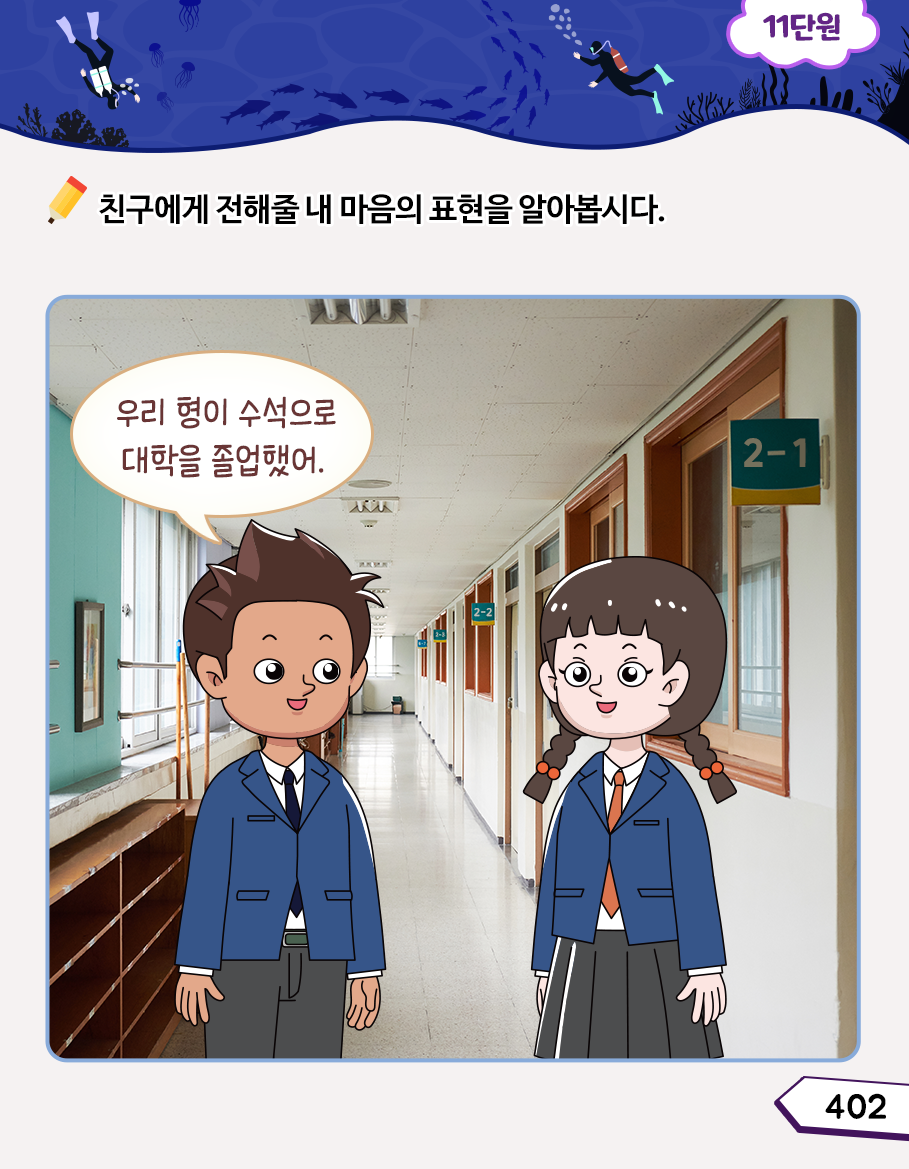 11단원
친구에게 전해줄 내 마음의 표현을 알아봅시다.
우리 형이 수석으로
대학을 졸업했어.
2-1
2-2
2-3
402